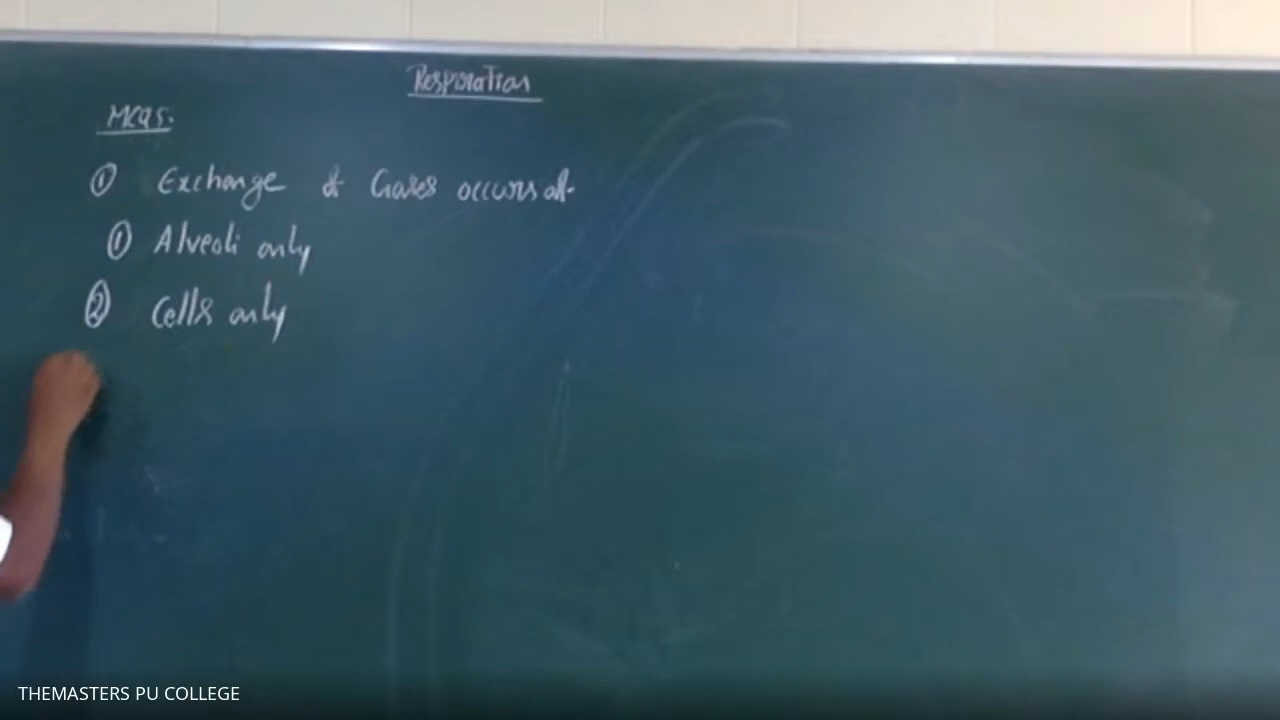 Respiration
MCQs.
① Exchange of Gases occurs at-
① Alveoli only
② Cells only
THEMASTERS PU COLLEGE